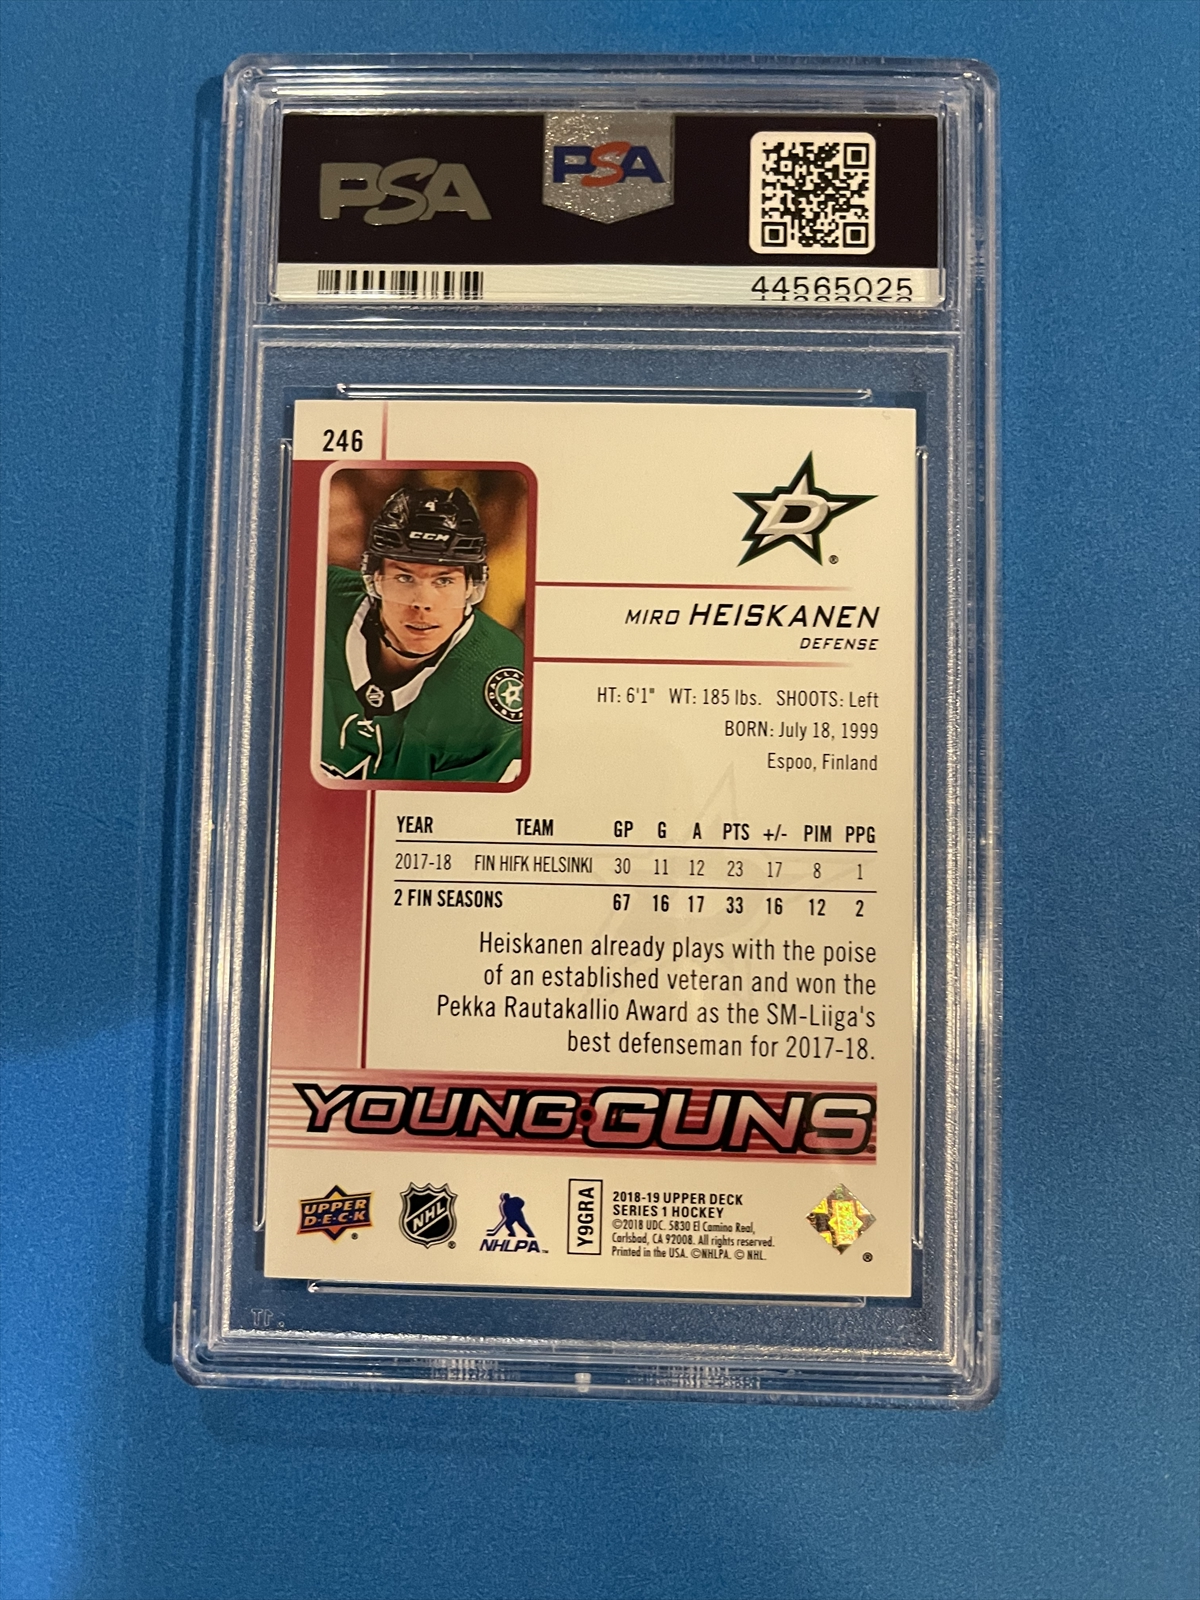 PSA
PSA
44565025
246
4
CCM
D
®
MIRO HEISKANEN
DEFENSE
HT: 6'1" WT: 185 lbs. SHOOTS: Left
BORN: July 18, 1999
Espoo, Finland
YEAR TEAM GP G A PTS +/- PIM PPG
2017-18 FIN HIFK HELSINKI 30 11 12 23 17 8 1
2 FIN SEASONS 67 16 17 33 16 12 2
Heiskanen already plays with the poise
of an established veteran and won the
Pekka Rautakallio Award as the SM-Liiga's
best defenseman for 2017-18.
YOUNG GUNS
UPPER
D·E·C·K
®
NHL
®
NHLPA™
Y9GRA
2018-19 UPPER DECK
SERIES 1 HOCKEY
©2018 UDC. 5830 El Camino Real,
Carlsbad, CA 92008. All rights reserved.
Printed in the USA. ©NHLPA. © NHL.
®